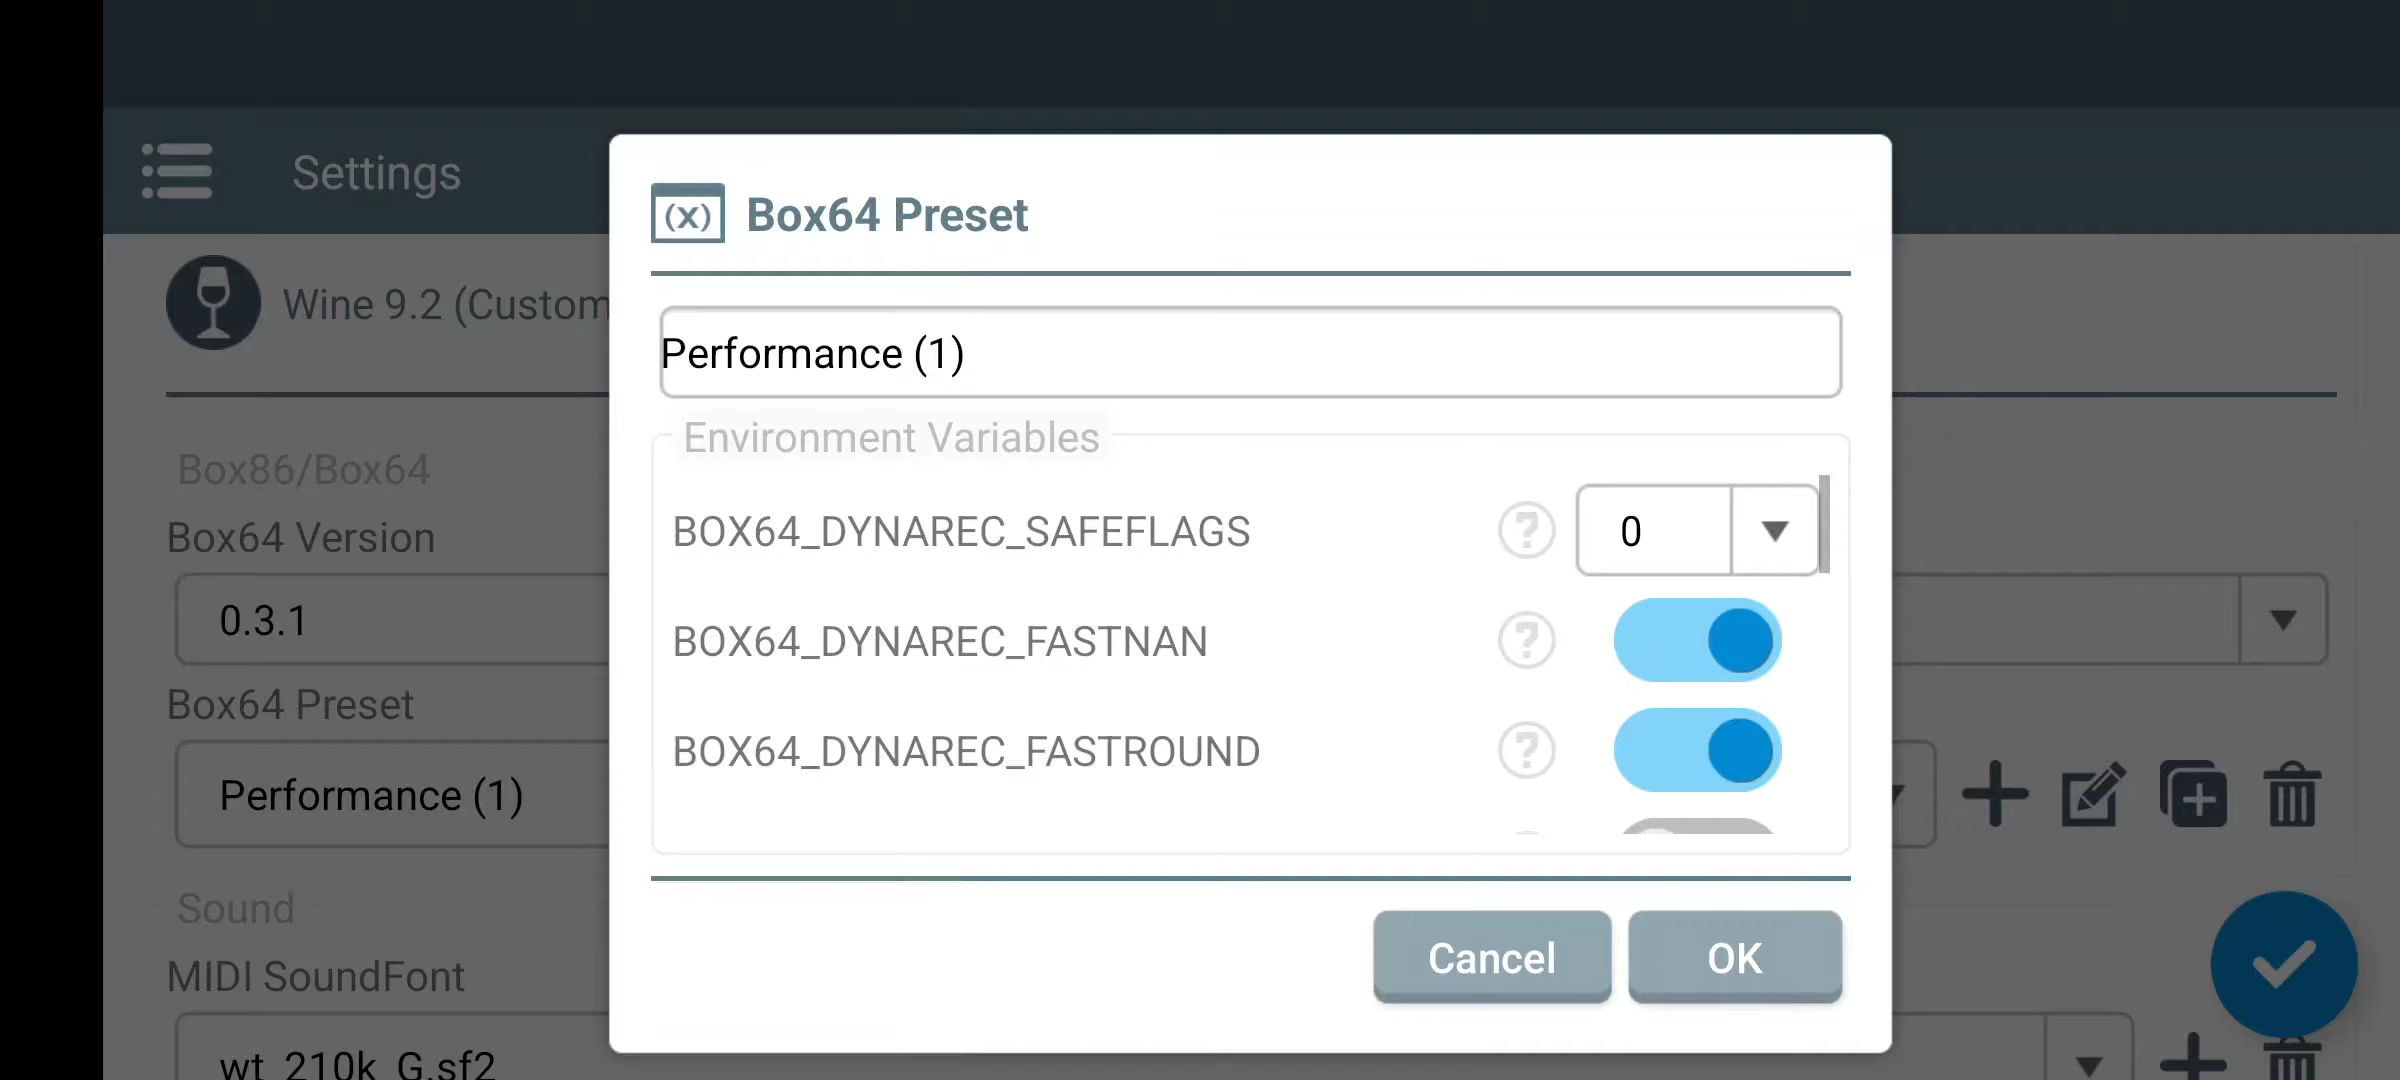 Settings
Wine 9.2 (Custom
Box86/Box64
Box64 Version
0.3.1
Box64 Preset
Performance (1)
Sound
MIDI SoundFont
wt_210k_G.sf2
(x) Box64 Preset
Performance (1)
Environment Variables
BOX64_DYNAREC_SAFEFLAGS ? 0
BOX64_DYNAREC_FASTNAN ?
BOX64_DYNAREC_FASTROUND ?
Cancel OK